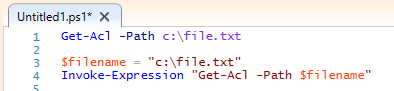 Untitled1.ps1* X
1 Get-Acl -Path c:\file.txt
2
3 $filename = "c:\file.txt"
4 Invoke-Expression "Get-Acl -Path $filename"
5